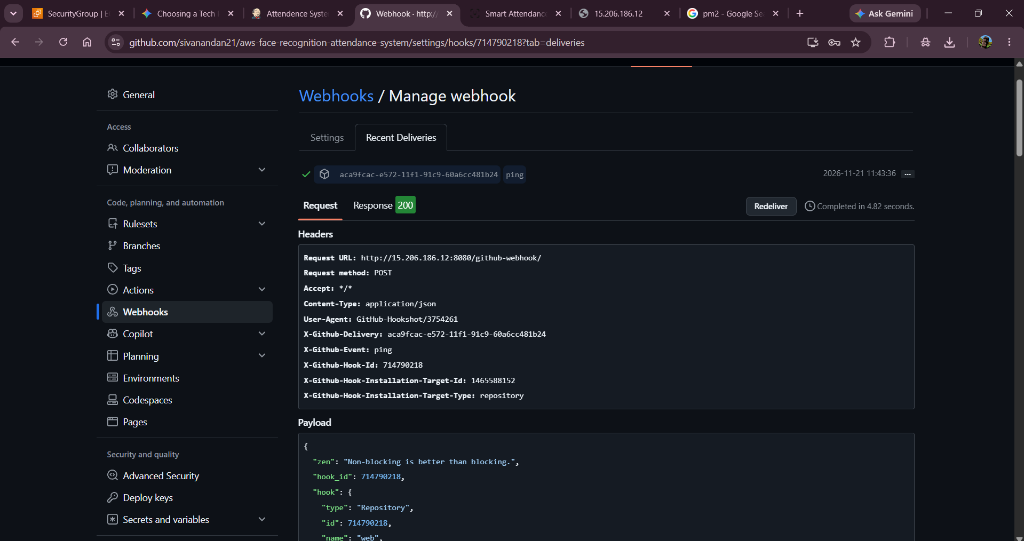 SecurityGroup | E
Choosing a Tech
Attendence Syste
Webhook · http:/
Smart Attendanc
15.206.186.12
pm2 - Google Se
Ask Gemini
github.com/sivanandan21/aws-face-recognition-attendance-system/settings/hooks/714790218?tab=deliveries
General
Access
Collaborators
Moderation
Code, planning, and automation
Rulesets
Branches
Tags
Actions
Webhooks
Copilot
Planning
Environments
Codespaces
Pages
Security and quality
Advanced Security
Deploy keys
Secrets and variables
Webhooks / Manage webhook
Settings
Recent Deliveries
aca9fcac-e572-11f1-91c9-60a6cc481b24 ping
2026-11-21 11:43:36 ...
Request
Response 200
Redeliver
Completed in 4.82 seconds.
Headers
Request URL: http://15.206.186.12:8080/github-webhook/
Request method: POST
Accept: */*
Content-Type: application/json
User-Agent: GitHub-Hookshot/3754261
X-GitHub-Delivery: aca9fcac-e572-11f1-91c9-60a6cc481b24
X-GitHub-Event: ping
X-GitHub-Hook-Id: 714790218
X-GitHub-Hook-Installation-Target-Id: 1465588152
X-GitHub-Hook-Installation-Target-Type: repository
Payload
{
"zen": "Non-blocking is better than blocking.",
"hook_id": 714790218,
"hook": {
"type": "Repository",
"id": 714790218,
"name": "web",